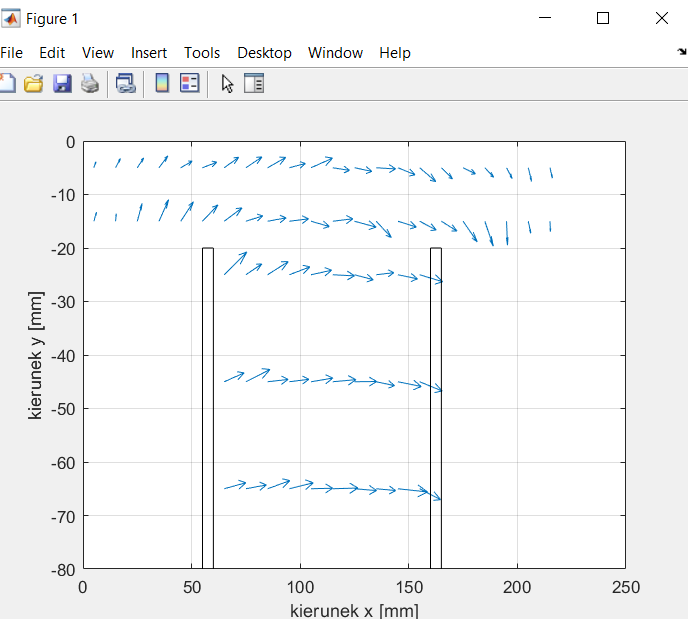 Figure 1
File Edit View Insert Tools Desktop Window Help
0
-10
-20
-30
-40
-50
-60
-70
-80
kierunek y [mm]
0 50 100 150 200 250
kierunek x [mm]